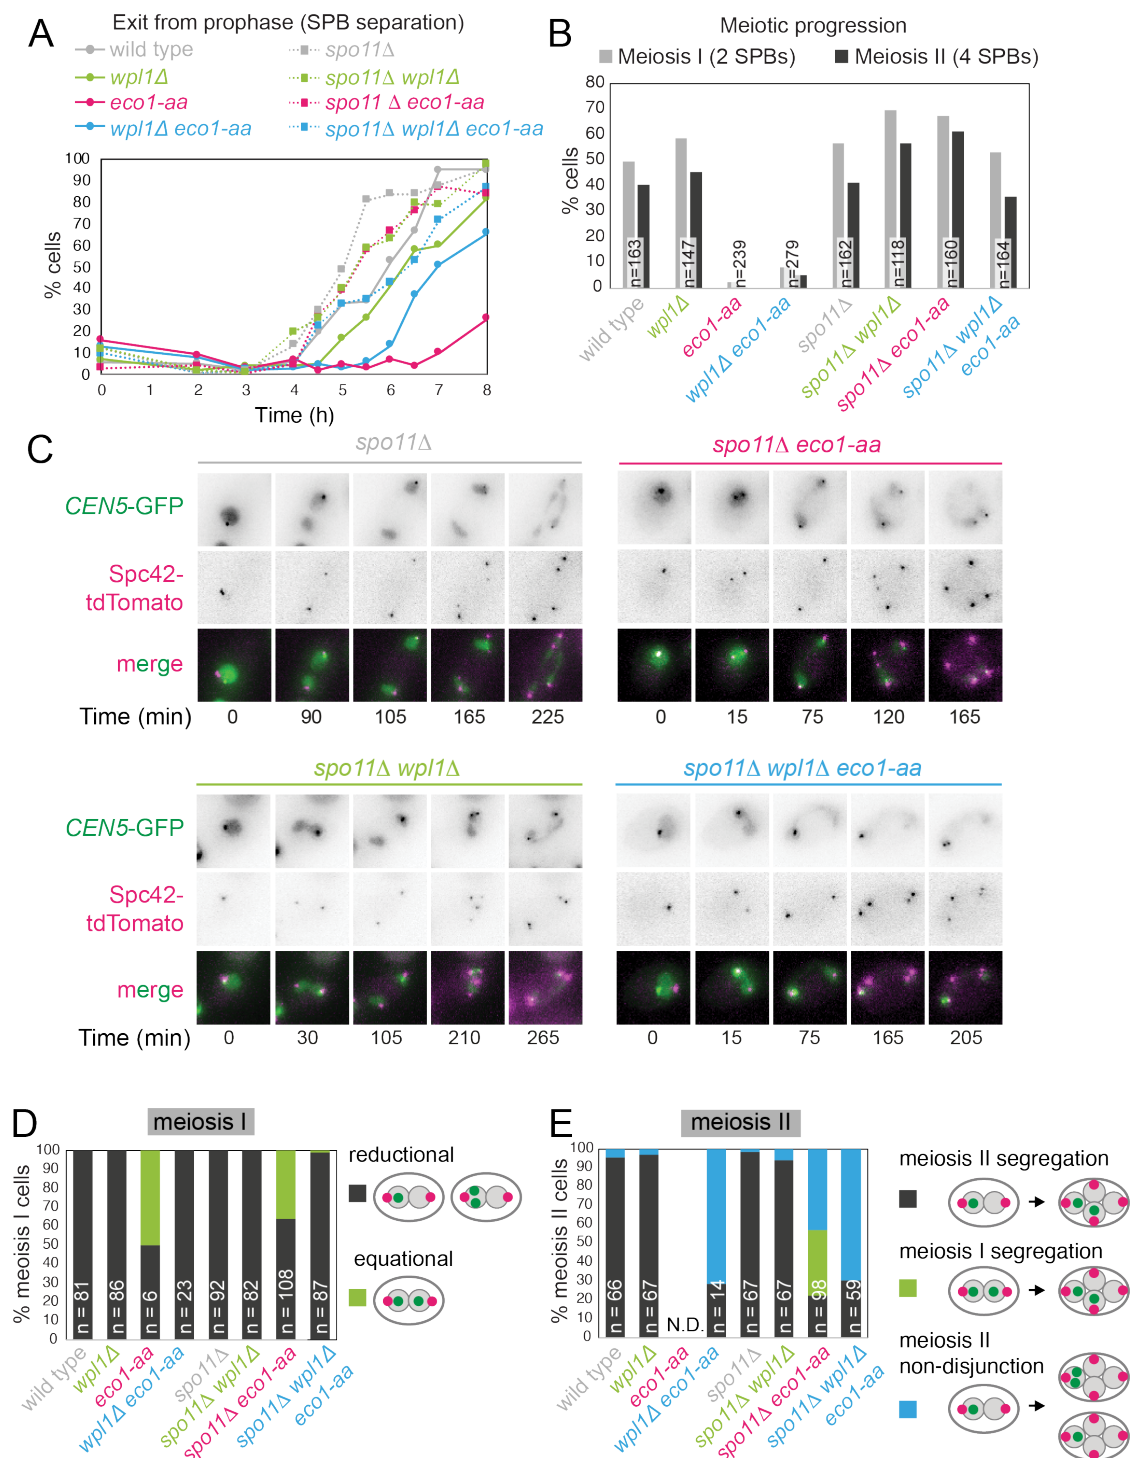 A
Exit from prophase (SPB separation)
wild type
spo11Δ
wpl1Δ
spo11Δ wpl1Δ
eco1-aa
spo11 Δ eco1-aa
wpl1Δ eco1-aa
spo11Δ wpl1Δ eco1-aa
% cells
100
90
80
70
60
50
40
30
20
10
0
0 1 2 3 4 5 6 7 8
Time (h)
B
Meiotic progression
Meiosis I (2 SPBs)
Meiosis II (4 SPBs)
% cells
80
70
60
50
40
30
20
10
0
n=163
n=147
n=239
n=279
n=162
n=118
n=160
n=164
wild type
wpl1Δ
eco1-aa
wpl1Δ eco1-aa
spo11Δ
spo11Δ wpl1Δ
spo11Δ eco1-aa
spo11Δ wpl1Δ
eco1-aa
C
spo11Δ
spo11Δ eco1-aa
CEN5-GFP
Spc42-
tdTomato
merge
Time (min)
0 90 105 165 225
0 15 75 120 165
spo11Δ wpl1Δ
spo11Δ wpl1Δ eco1-aa
CEN5-GFP
Spc42-
tdTomato
merge
Time (min)
0 30 105 210 265
0 15 75 165 205
D
meiosis I
% meoisis I cells
100
90
80
70
60
50
40
30
20
10
0
n = 81
n = 86
n = 6
n = 23
n = 92
n = 82
n = 108
n = 87
wild type
wpl1Δ
eco1-aa
wpl1Δ eco1-aa
spo11Δ
spo11Δ wpl1Δ
spo11Δ eco1-aa
spo11Δ wpl1Δ
eco1-aa
reductional
equational
E
meiosis II
% meoisis II cells
100
90
80
70
60
50
40
30
20
10
0
n = 66
n = 67
N.D.
n = 14
n = 67
n = 67
n = 98
n = 59
wild type
wpl1Δ
eco1-aa
wpl1Δ eco1-aa
spo11Δ
spo11Δ wpl1Δ
spo11Δ eco1-aa
spo11Δ wpl1Δ
eco1-aa
meiosis II segregation
meiosis I segregation
meiosis II
non-disjunction